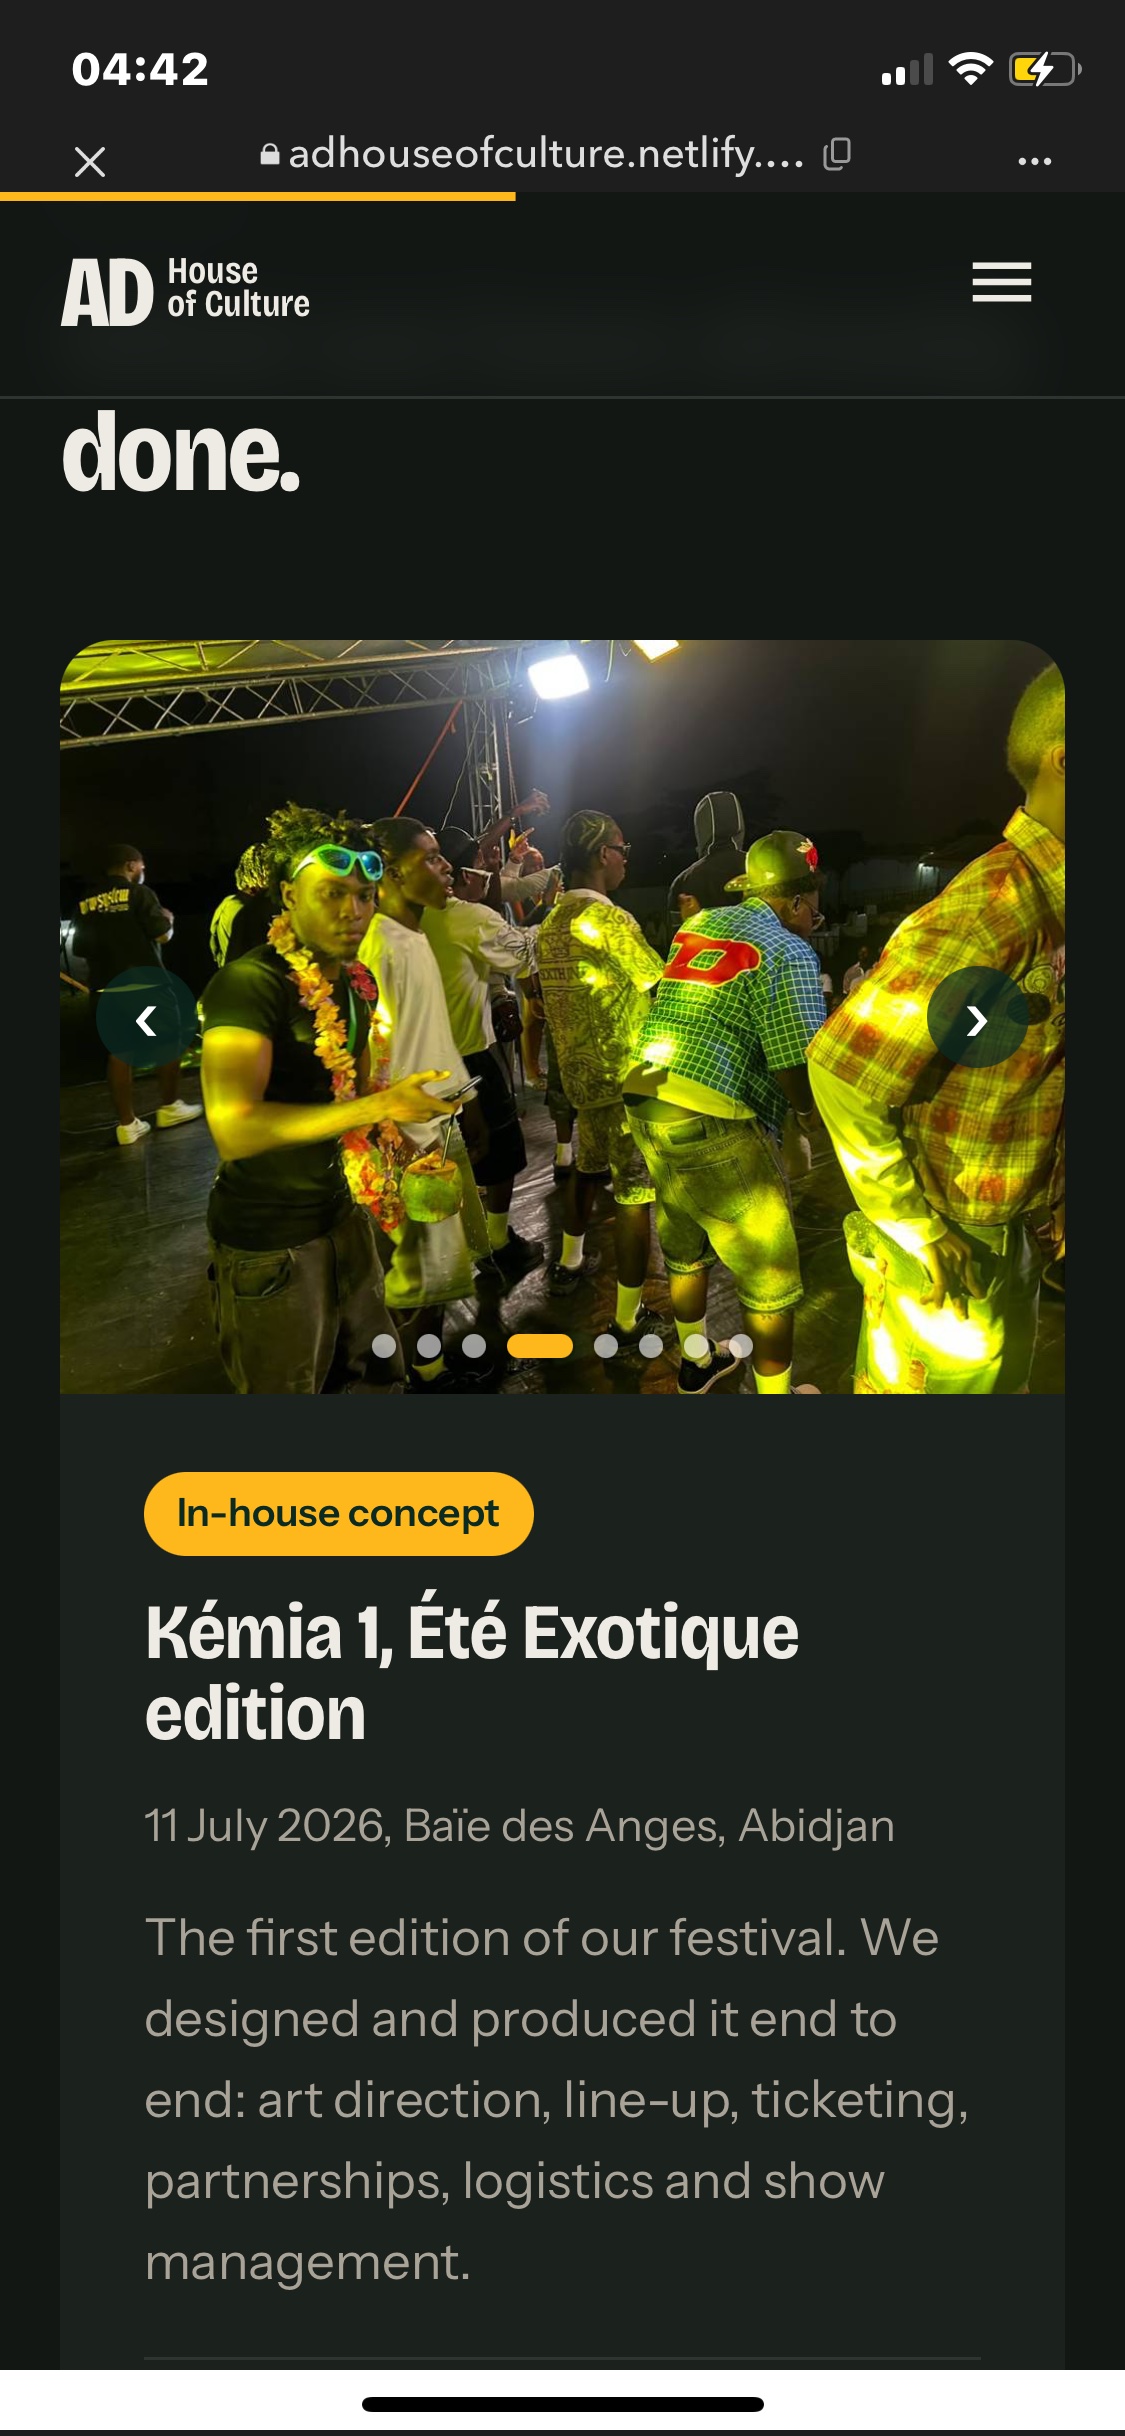 04:42
adhouseofculture.netlify....
AD House
of Culture
done.
In-house concept
Kémia 1, Été Exotique
edition
11 July 2026, Baïe des Anges, Abidjan
The first edition of our festival. We
designed and produced it end to
end: art direction, line-up, ticketing,
partnerships, logistics and show
management.